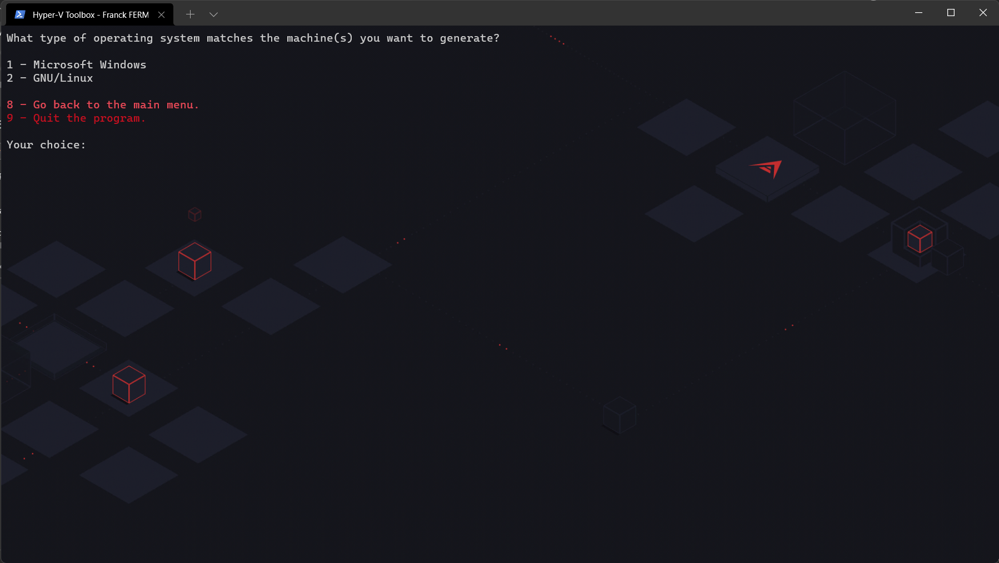 Hyper-V Toolbox - Franck FERM
What type of operating system matches the machine(s) you want to generate?
1 - Microsoft Windows
2 - GNU/Linux
8 - Go back to the main menu.
9 - Quit the program.
Your choice: